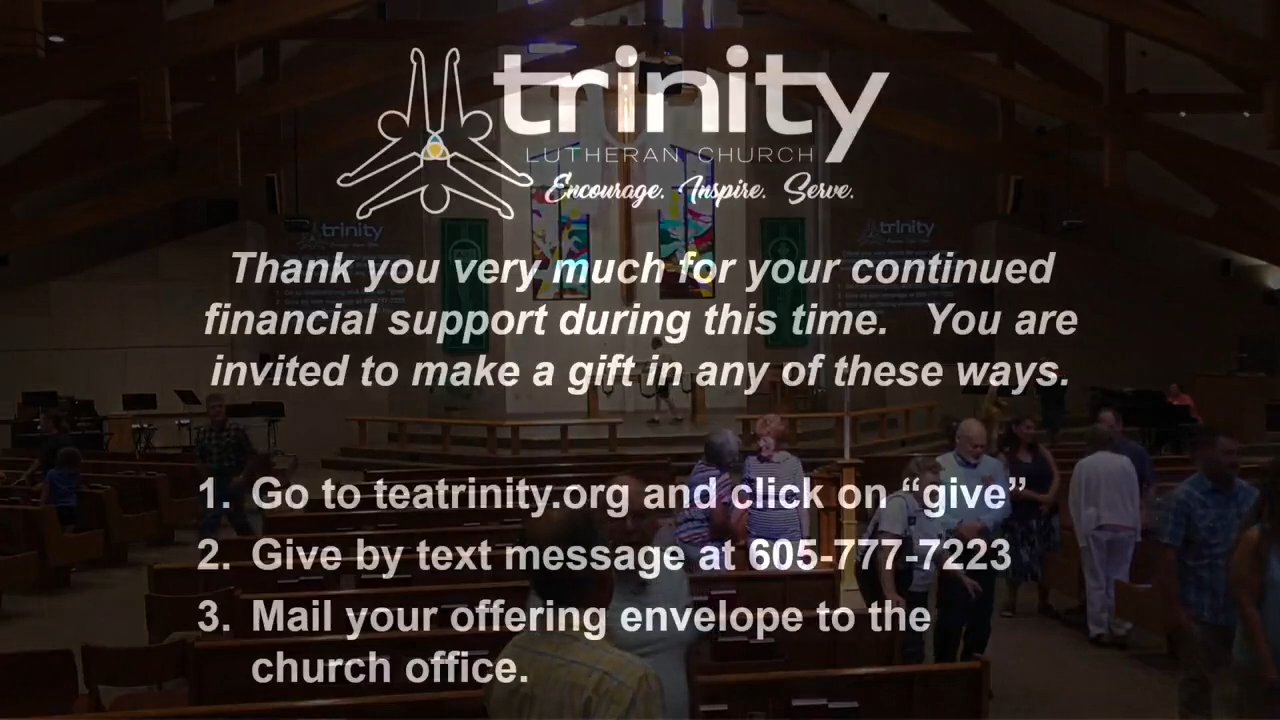 trinity
LUTHERAN CHURCH
Encourage. Inspire. Serve.
trinity
trinity
Thank you very much for your continued
financial support during this time. You are
invited to make a gift in any of these ways.
1. Go to teatrinity.org and click on “give”
2. Give by text message at 605-777-7223
3. Mail your offering envelope to the
church office.